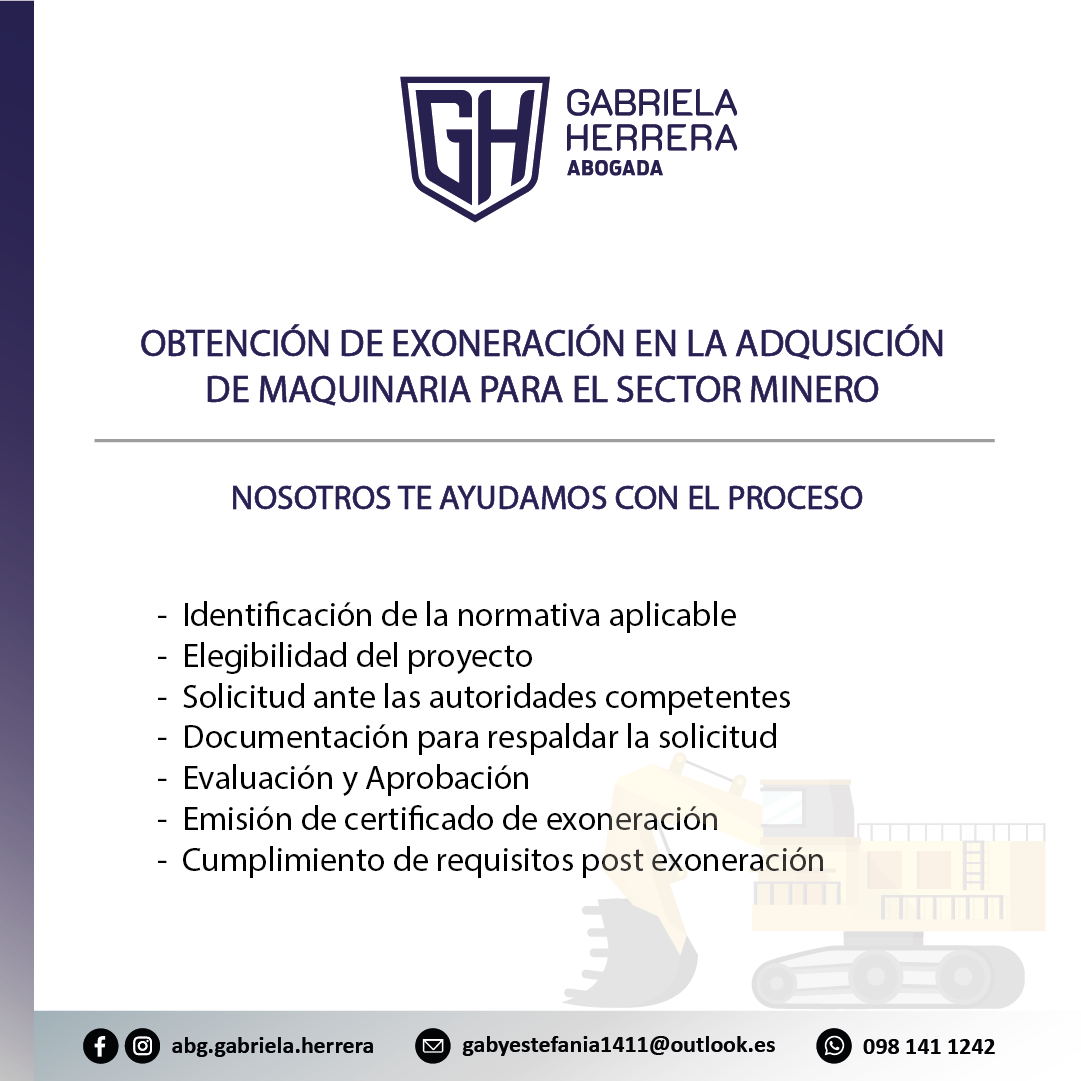 GH
GABRIELA
HERRERA
ABOGADA
OBTENCIÓN DE EXONERACIÓN EN LA ADQUSICIÓN
DE MAQUINARIA PARA EL SECTOR MINERO
NOSOTROS TE AYUDAMOS CON EL PROCESO
- Identificación de la normativa aplicable
- Elegibilidad del proyecto
- Solicitud ante las autoridades competentes
- Documentación para respaldar la solicitud
- Evaluación y Aprobación
- Emisión de certificado de exoneración
- Cumplimiento de requisitos post exoneración
abg.gabriela.herrera gabyestefania1411@outlook.es 098 141 1242